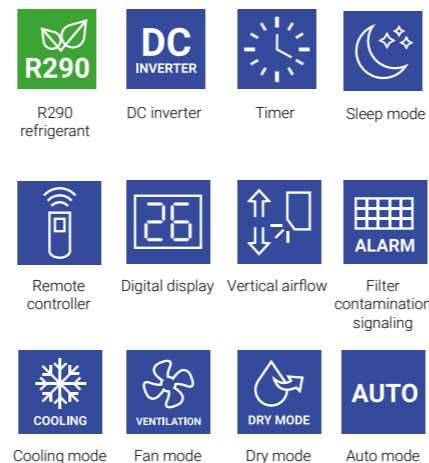 R290
DC
INVERTER
R290
refrigerant
DC inverter
Timer
Sleep mode
26
ALARM
Remote
controller
Digital display
Vertical airflow
Filter
contamination
signaling
COOLING
VENTILATION
DRY MODE
AUTO
Cooling mode
Fan mode
Dry mode
Auto mode